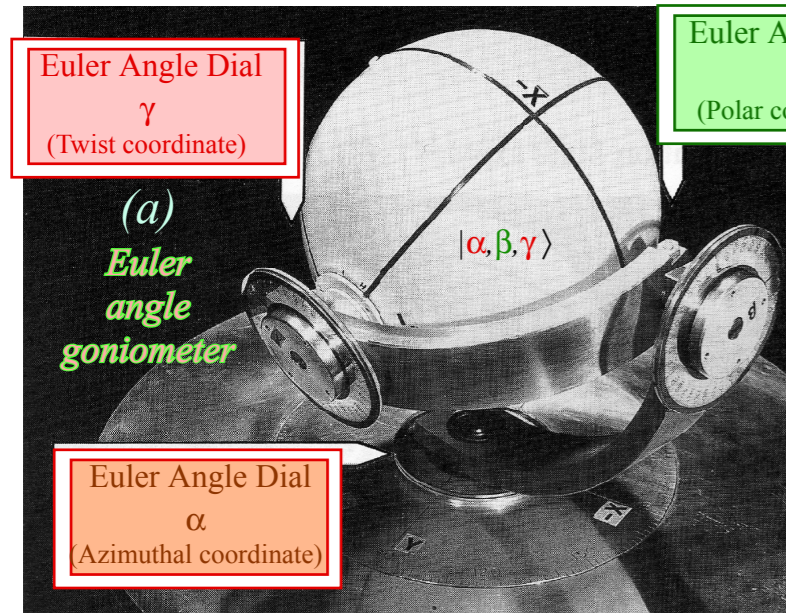 Euler Angle Dial
γ
(Twist coordinate)
Euler A
(Polar co
(a)
Euler
angle
goniometer
-X
|α,β,γ⟩
Euler Angle Dial
α
(Azimuthal coordinate)
Y
-X